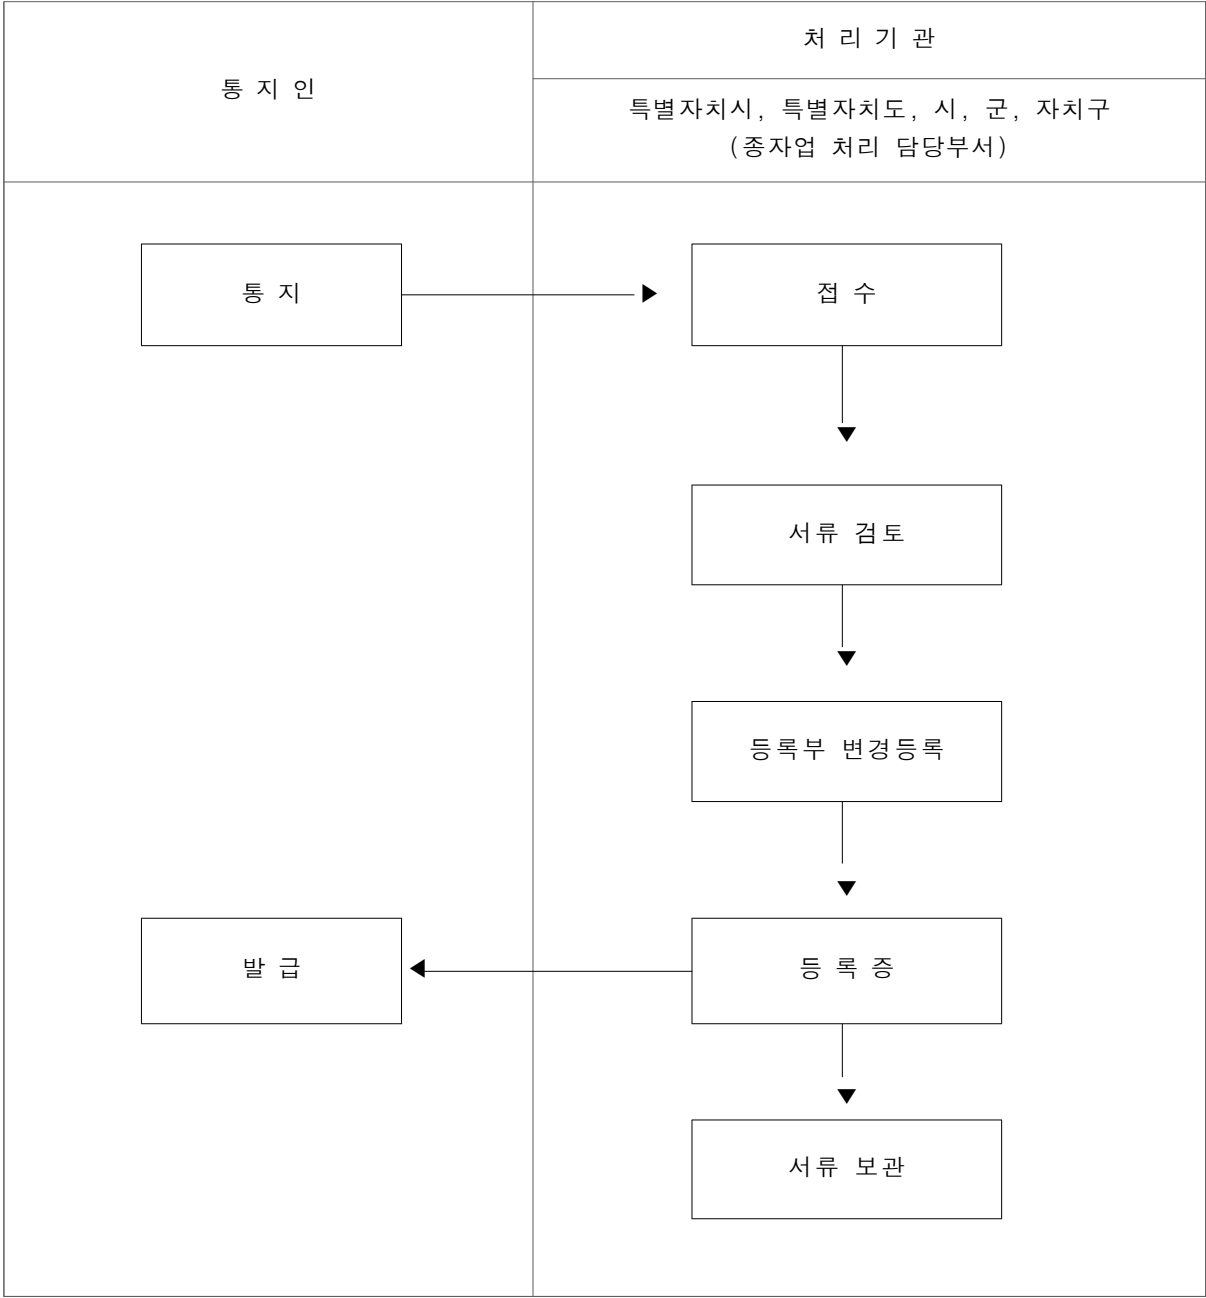 통 지 인
처 리 기 관
특별자치시, 특별자치도, 시, 군, 자치구
(종자업 처리 담당부서)
통 지
접 수
서류 검토
등록부 변경등록
발 급
등 록 증
서류 보관